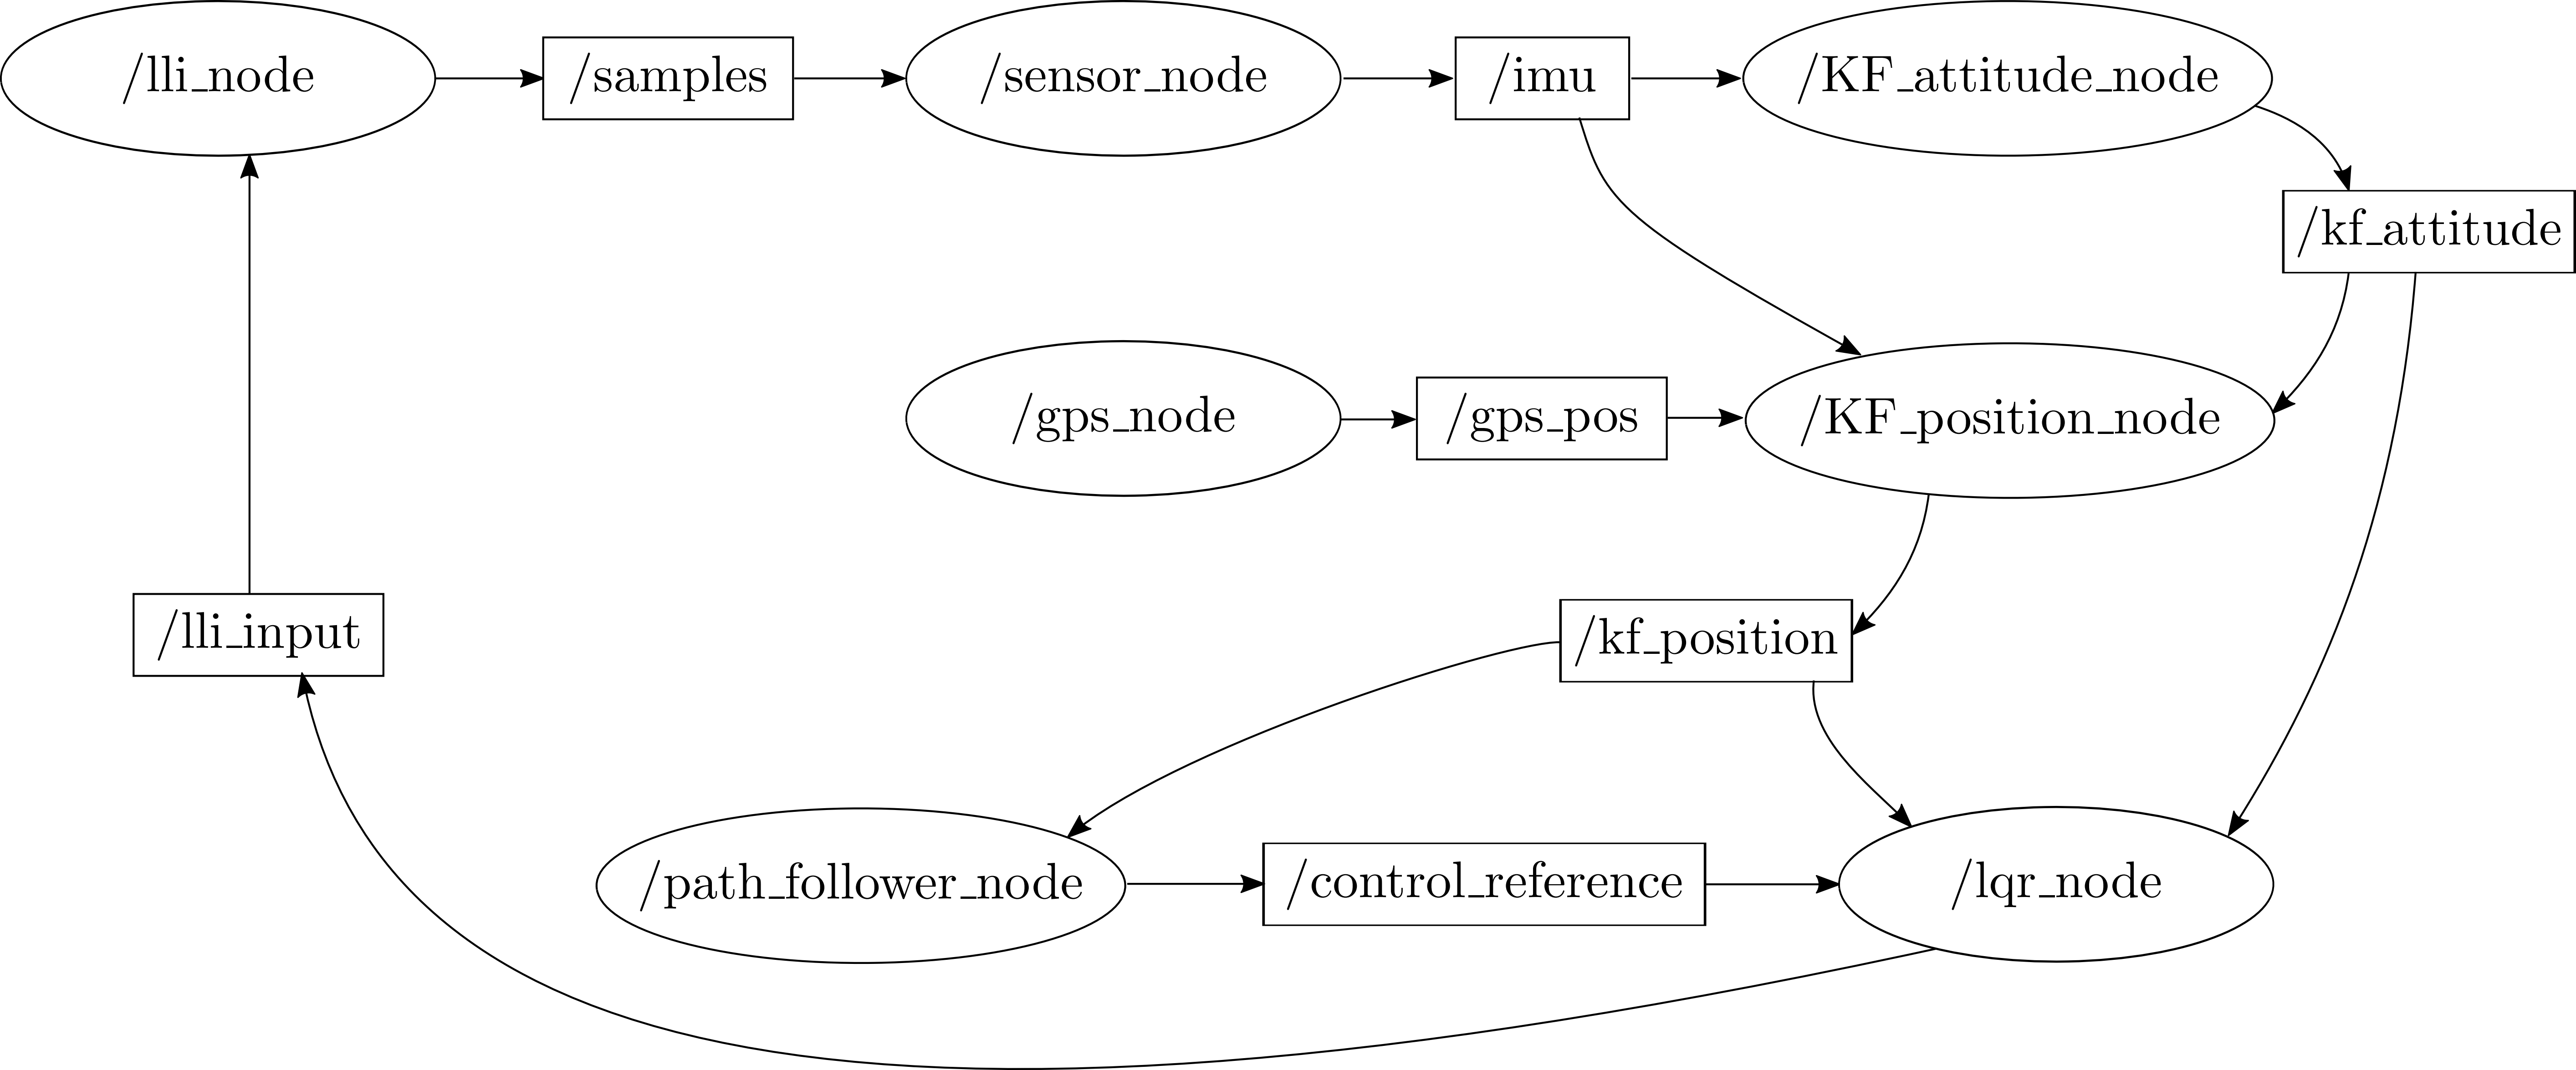 /lli_node
/samples
/sensor_node
/imu
/KF_attitude_node
/kf_attitude
/gps_node
/gps_pos
/KF_position_node
/lli_input
/kf_position
/path_follower_node
/control_reference
/lqr_node